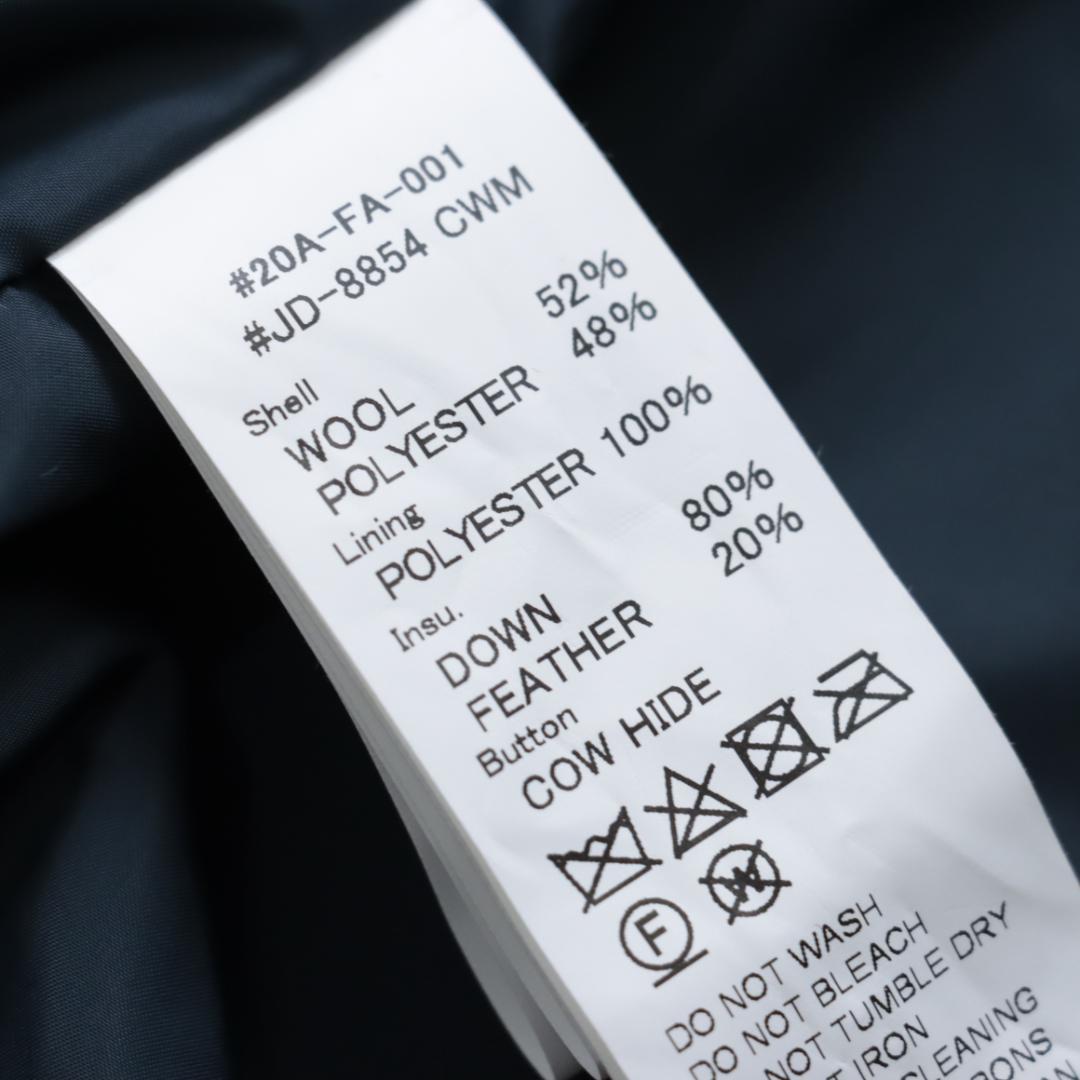 #20A-FA-001
#JD-8854 CWM
Shell
WOOL 52%
POLYESTER 48%
Lining
POLYESTER 100%
Insu.
DOWN 80%
FEATHER 20%
Button
COW HIDE
F W
DO NOT WASH
DO NOT BLEACH
NOT TUMBLE DRY
IRON
CLEANING